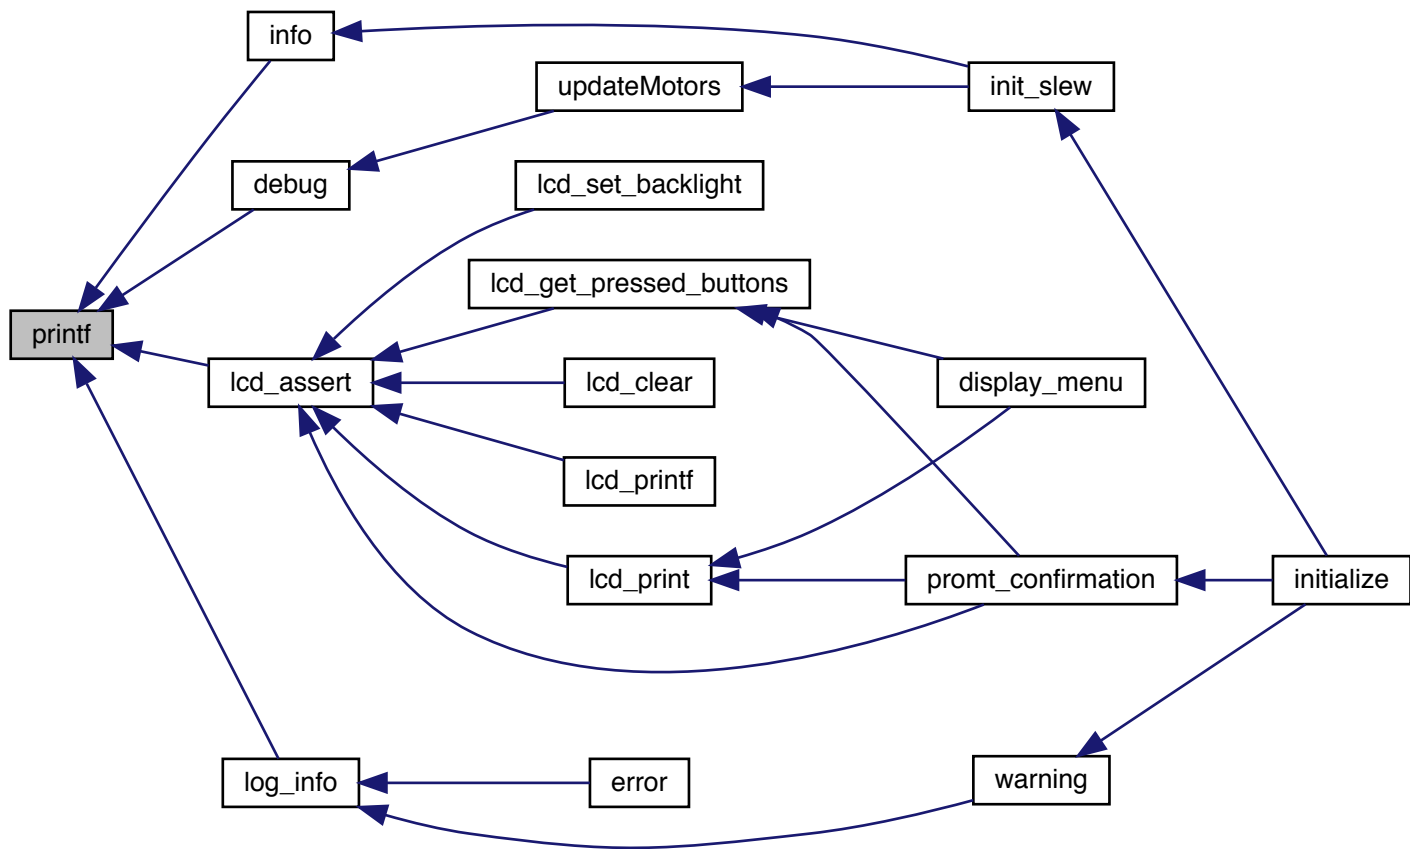 info
updateMotors
init_slew
debug
lcd_set_backlight
lcd_get_pressed_buttons
printf
lcd_assert
lcd_clear
display_menu
lcd_printf
lcd_print
promt_confirmation
initialize
log_info
error
warning